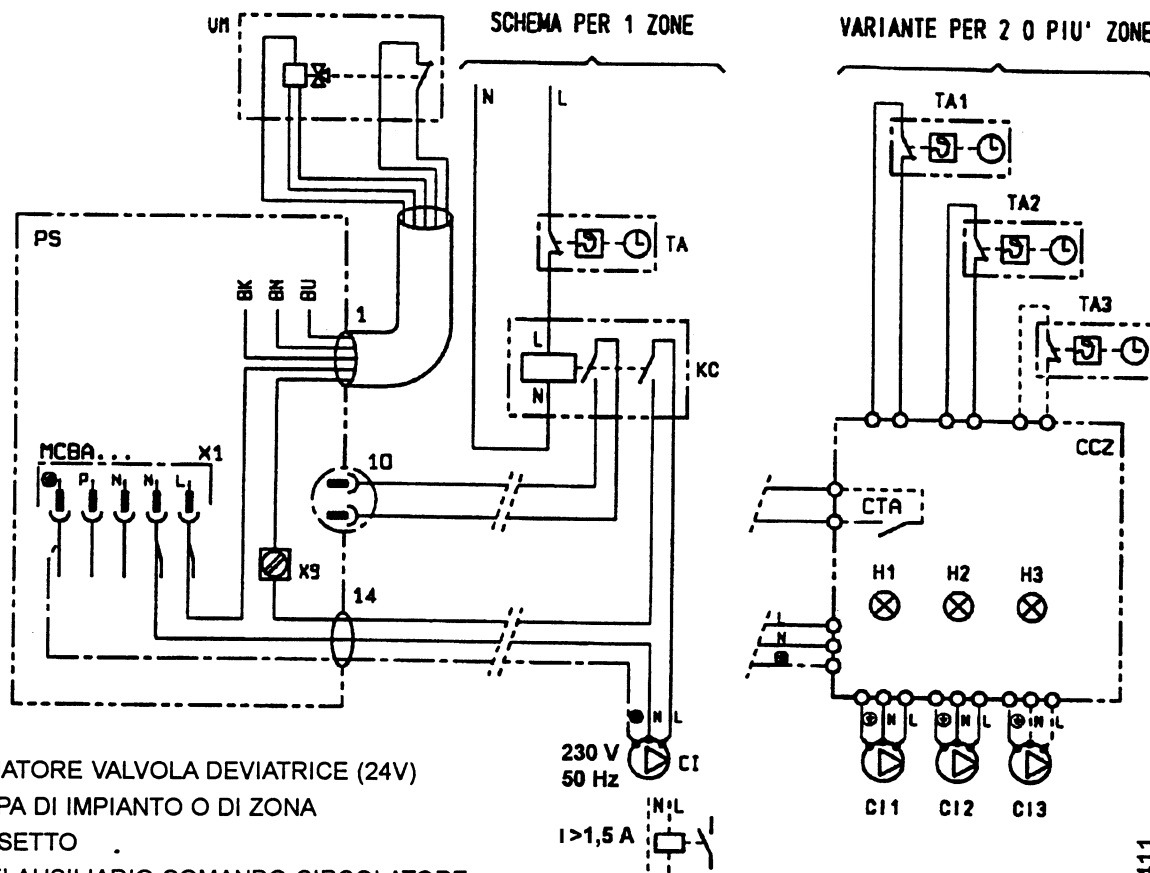 VM
SCHEMA PER 1 ZONE
VARIANTE PER 2 O PIU' ZONE
N
L
TA1
TA2
TA3
PS
BK
BN
BU
1
TA
L
N
KC
MCBA...
X1
P
N
N
L
10
X9
14
CCZ
CTA
H1
H2
H3
L
N
N
L
N
L
N
L
N
L
230 V
50 Hz
CI
CI1
CI2
CI3
ATORE VALVOLA DEVIATRICE (24V)
PA DI IMPIANTO O DI ZONA
SETTO
I >1,5 A
N
L
111